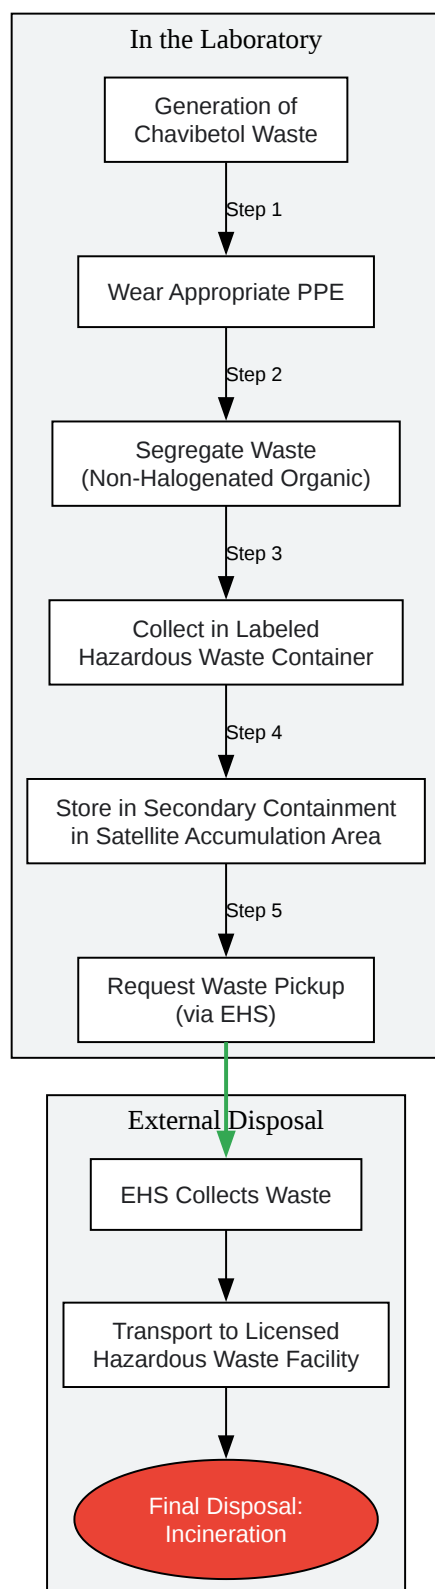 In the Laboratory
Generation of
Chavibetol Waste
Step 1
Wear Appropriate PPE
Step 2
Segregate Waste
(Non-Halogenated Organic)
Step 3
Collect in Labeled
Hazardous Waste Container
Step 4
Store in Secondary Containment
in Satellite Accumulation Area
Step 5
Request Waste Pickup
(via EHS)
External Disposal
EHS Collects Waste
Transport to Licensed
Hazardous Waste Facility
Final Disposal:
Incineration